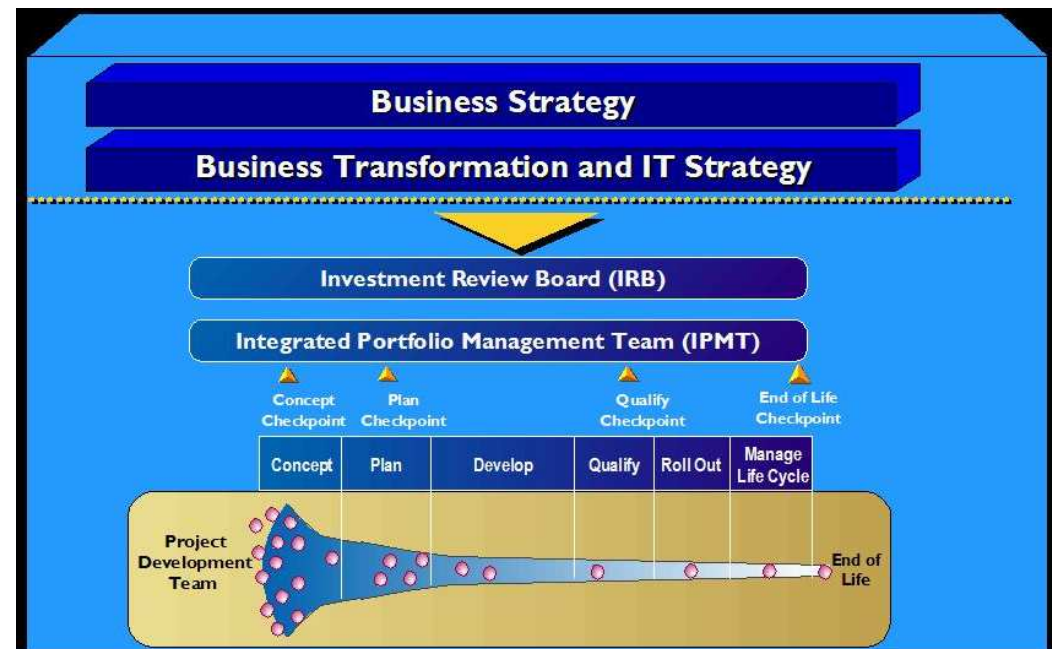 Business Strategy
Business Transformation and IT Strategy
Investment Review Board (IRB)
Integrated Portfolio Management Team (IPMT)
Concept
Checkpoint
Plan
Checkpoint
Qualify
Checkpoint
End of Life
Checkpoint
Concept
Plan
Develop
Qualify
Roll Out
Manage
Life Cycle
Project
Development
Team
End of
Life